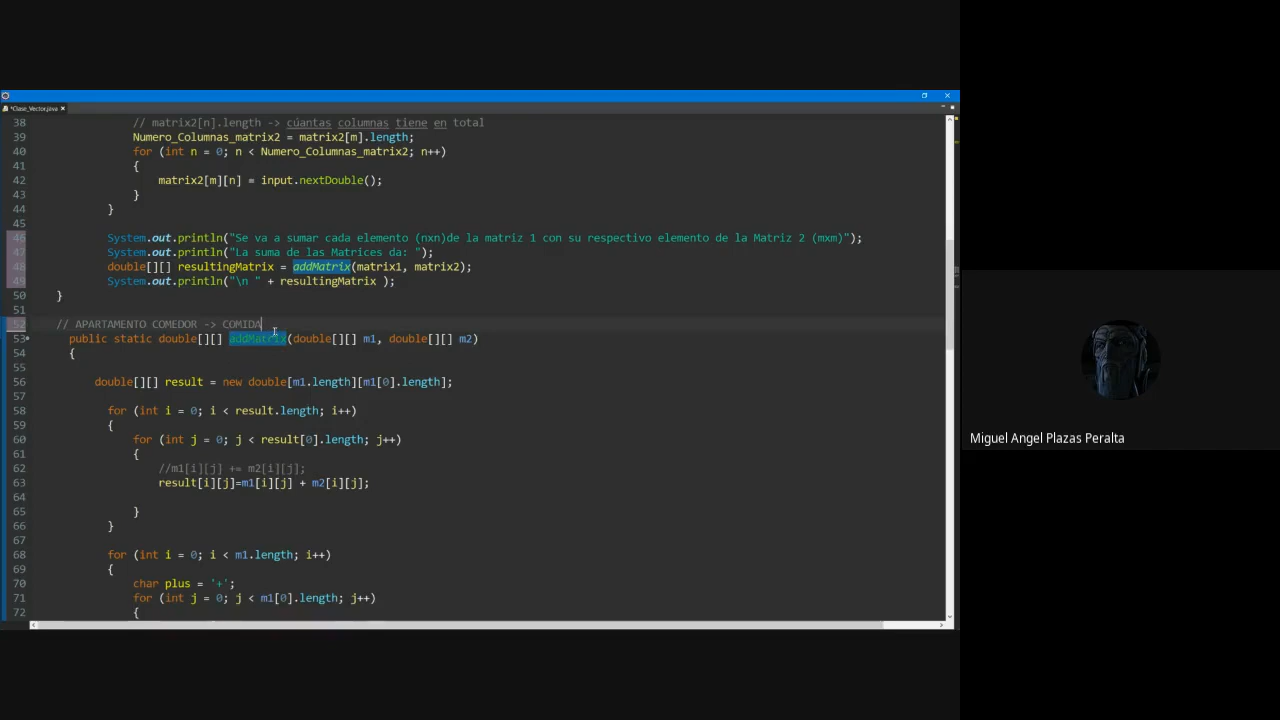 *Clase_Vector.java
38 // matrix2[n].length -> cúantas columnas tiene en total
39 Numero_Columnas_matrix2 = matrix2[m].length;
40 for (int n = 0; n < Numero_Columnas_matrix2; n++)
41 {
42 matrix2[m][n] = input.nextDouble();
43 }
44 }
45
46 System.out.println("Se va a sumar cada elemento (nxn)de la matriz 1 con su respectivo elemento de la Matriz 2 (mxm)");
47 System.out.println("La suma de las Matrices da: ");
48 double[][] resultingMatrix = addMatrix(matrix1, matrix2);
49 System.out.println("\n " + resultingMatrix );
50 }
51
52 // APARTAMENTO COMEDOR -> COMIDA
53 public static double[][] addMatrix(double[][] m1, double[][] m2)
54 {
55
56 double[][] result = new double[m1.length][m1[0].length];
57
58 for (int i = 0; i < result.length; i++)
59 {
60 for (int j = 0; j < result[0].length; j++)
61 {
62 //m1[i][j] += m2[i][j];
63 result[i][j]=m1[i][j] + m2[i][j];
64
65 }
66 }
67
68 for (int i = 0; i < m1.length; i++)
69 {
70 char plus = '+';
71 for (int j = 0; j < m1[0].length; j++)
72 {
Miguel Angel Plazas Peralta